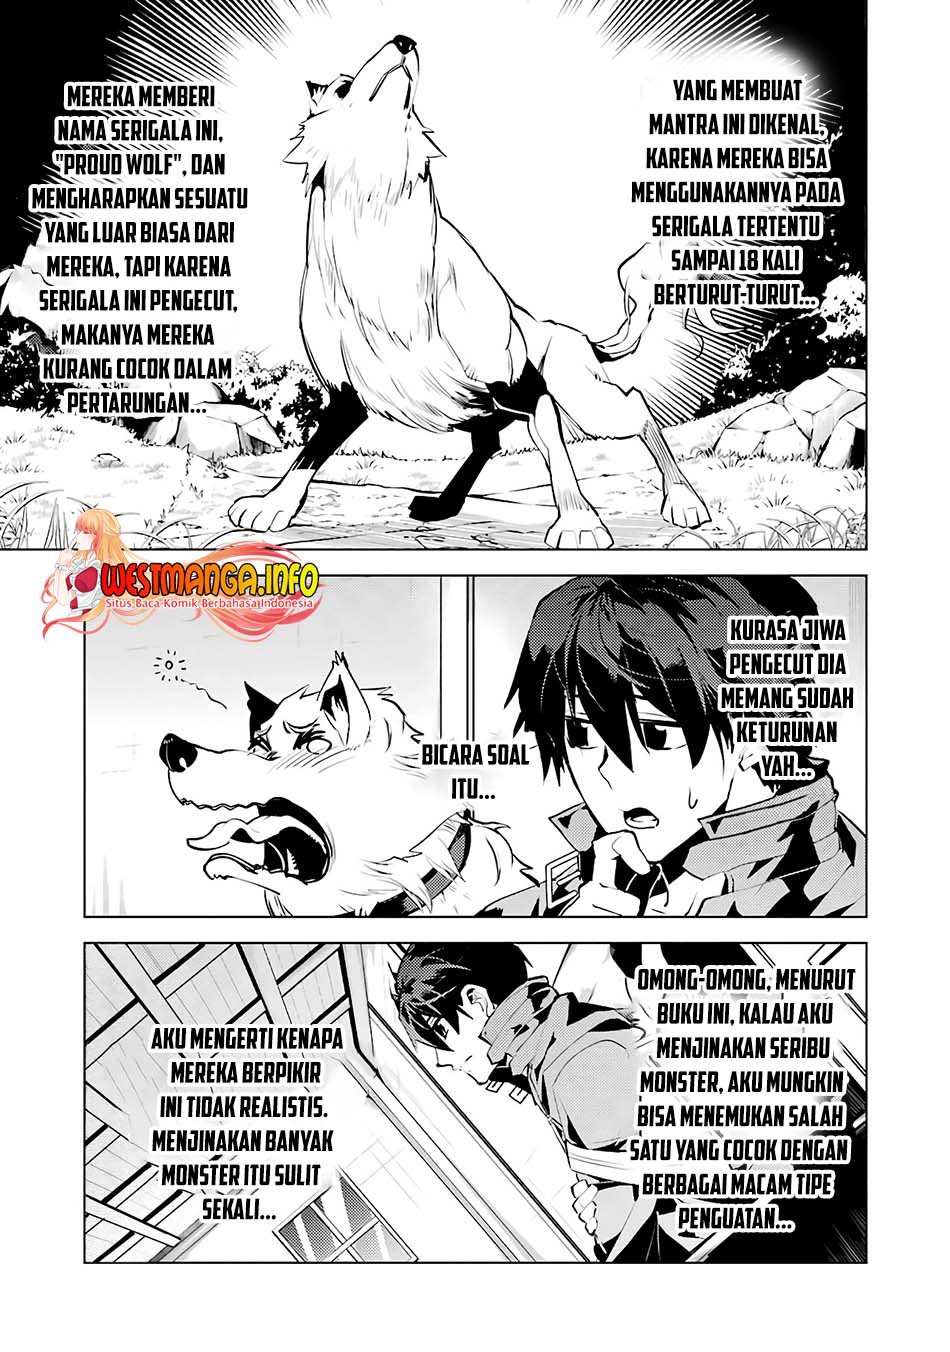 YANG MEMBUAT
MANTRA INI DIKENAL,
KARENA MEREKA BISA
MENGGUNAKANNYA PADA
SERIGALA TERTENTU
SAMPAI 18 KALI
BERTURUT-TURUT...
MEREKA MEMBERI
NAMA SERIGALA INI,
"PROUD WOLF", DAN
MENGHARAPKAN SESUATU
YANG LUAR BIASA DARI
MEREKA, TAPI KARENA
SERIGALA INI PENGECUT,
MAKANYA MEREKA
KURANG COCOK DALAM
PERTARUNGAN...
WESTMANGA.INFO
Situs Baca Komik Berbahasa Indonesia
KURASA JIWA
PENGECUT DIA
MEMANG SUDAH
KETURUNAN
YAH...
BICARA SOAL
ITU...
OMONG-OMONG, MENURUT
BUKU INI, KALAU AKU
MENJINAKAN SERIBU
MONSTER, AKU MUNGKIN
BISA MENEMUKAN SALAH
SATU YANG COCOK DENGAN
BERBAGAI MACAM TIPE
PENGUATAN...
AKU MENGERTI KENAPA
MEREKA BERPIKIR
INI TIDAK REALISTIS.
MENJINAKAN BANYAK
MONSTER ITU SULIT
SEKALI...